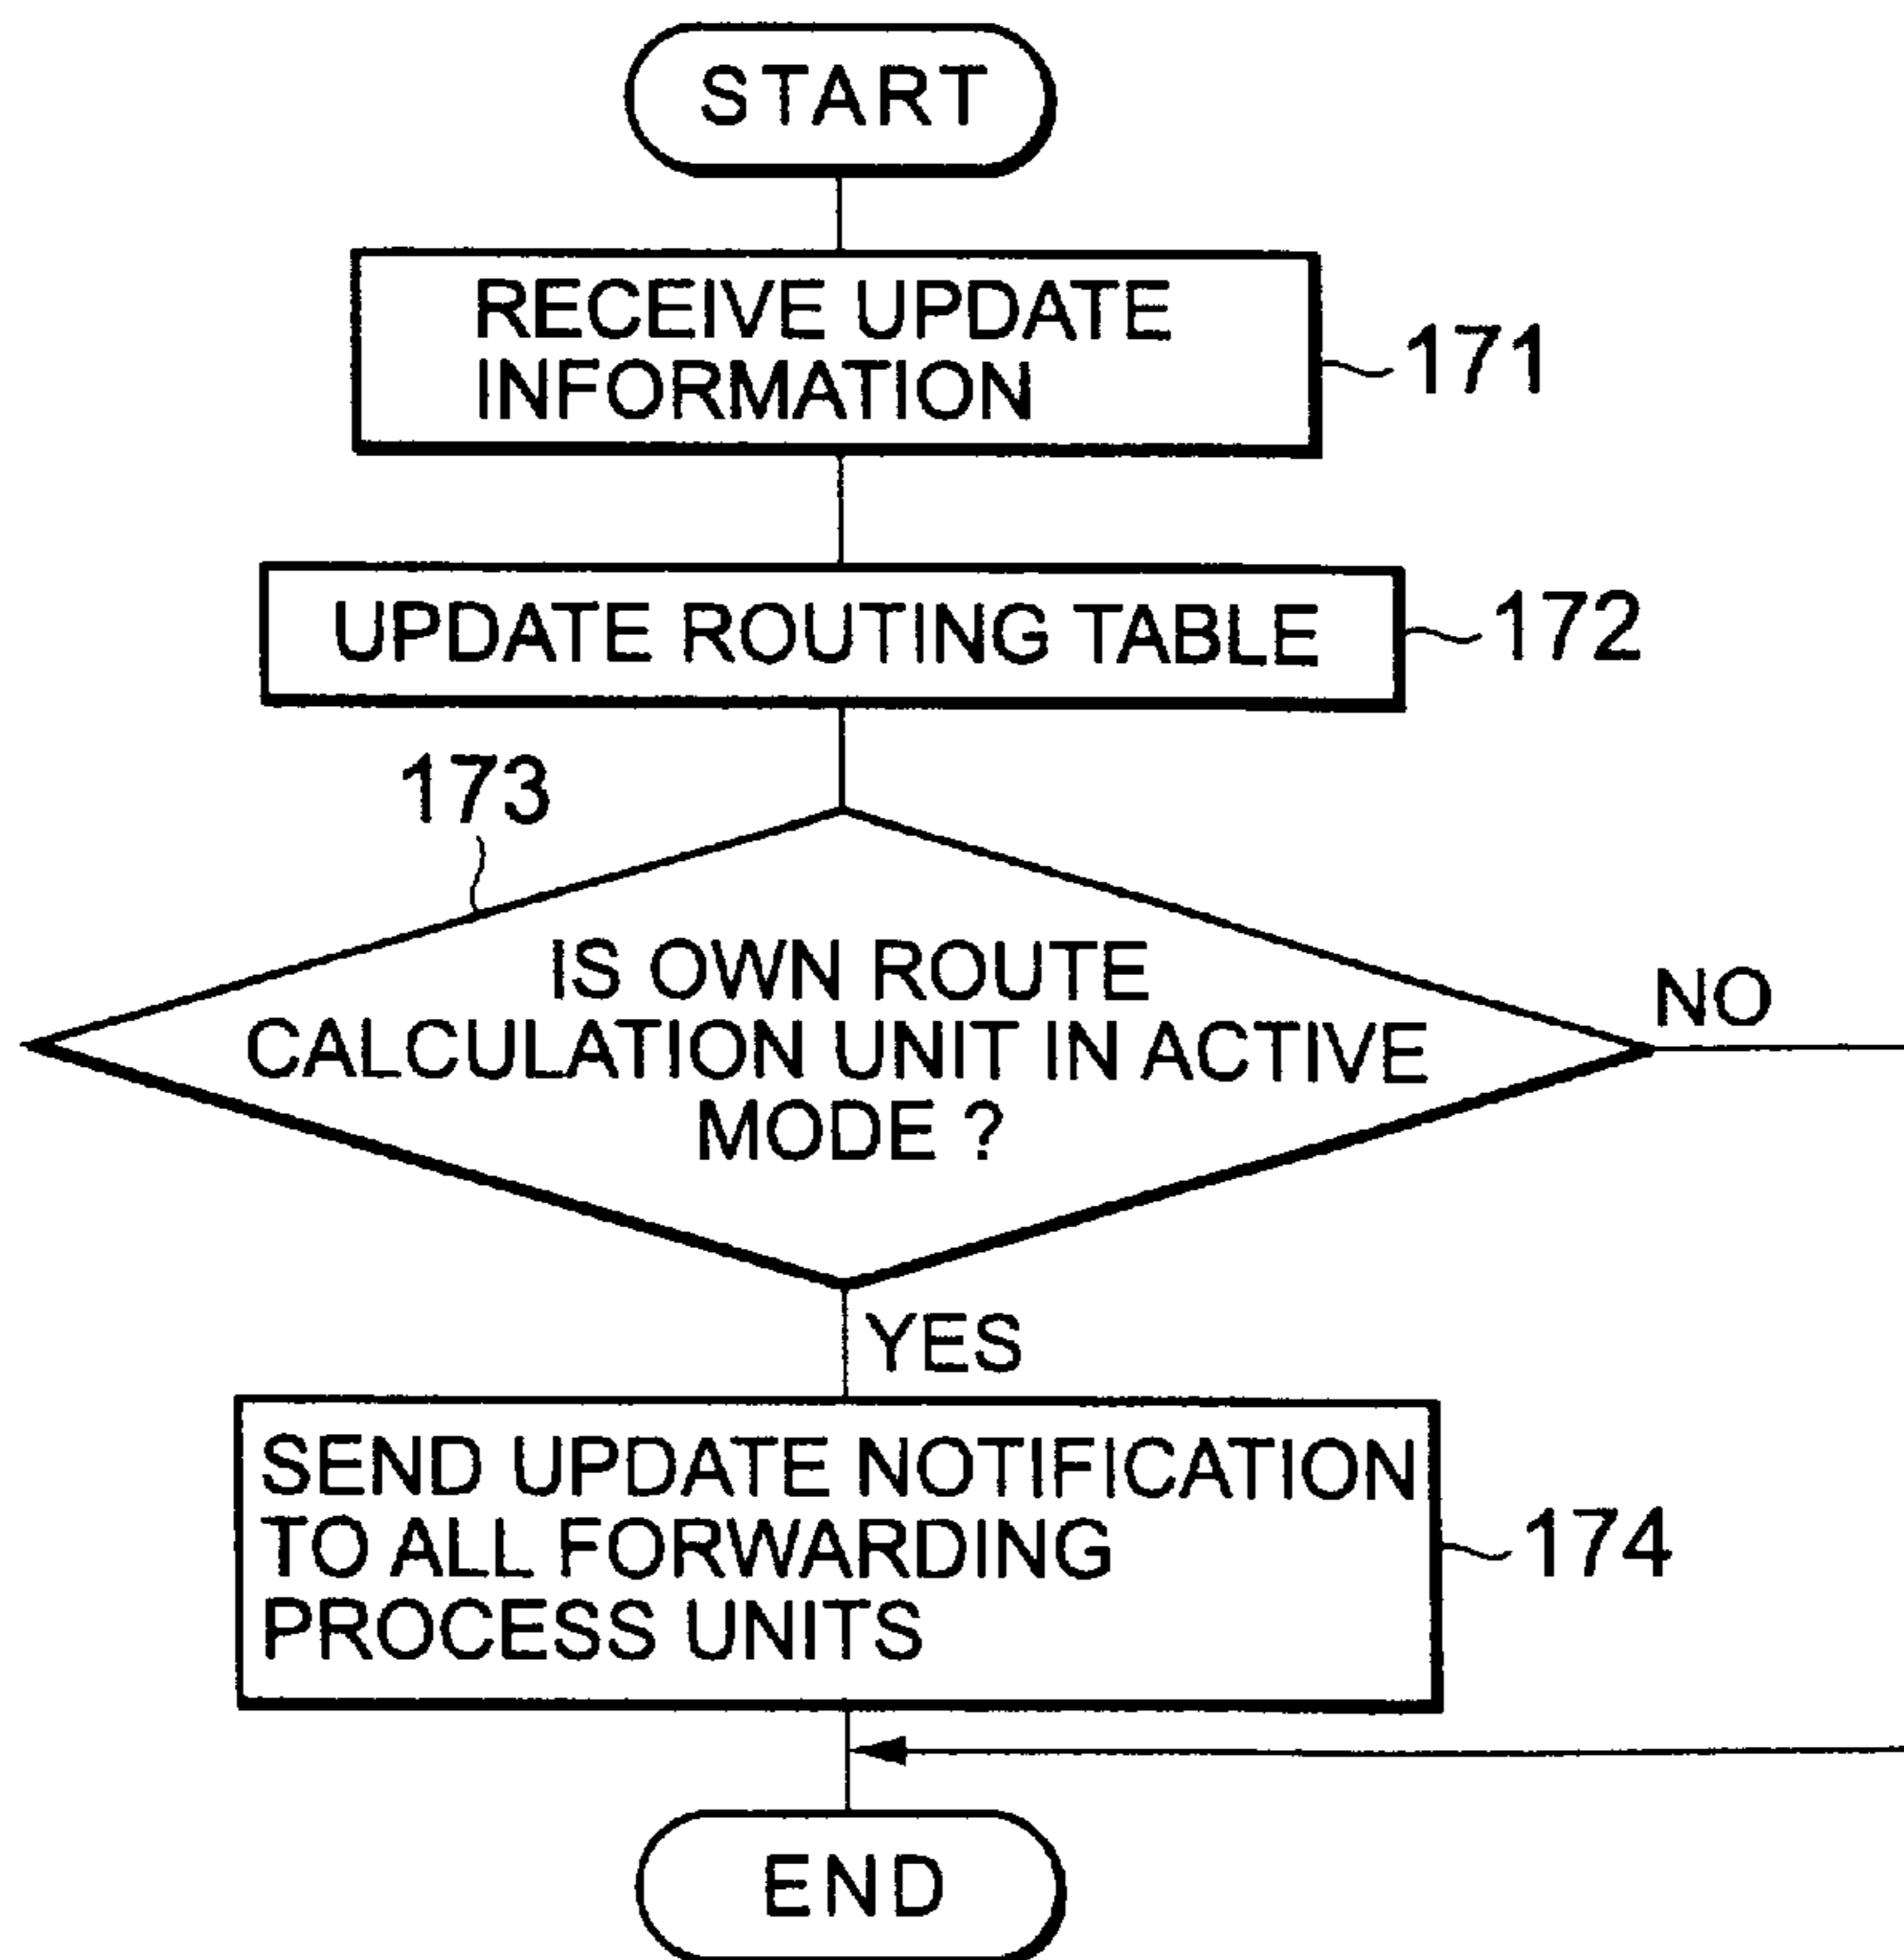 START
RECEIVE UPDATE
INFORMATION
171
UPDATE ROUTING TABLE
172
173
IS OWN ROUTE
CALCULATION UNIT IN ACTIVE
MODE ?
NO
YES
SEND UPDATE NOTIFICATION
TO ALL FORWARDING
PROCESS UNITS
174
END